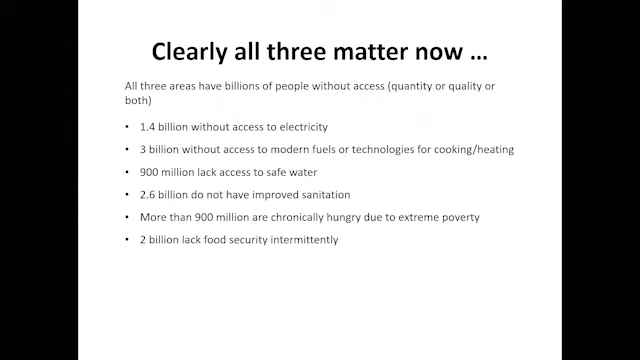 Clearly all three matter now …
All three areas have billions of people without access (quantity or quality or
both)
• 1.4 billion without access to electricity
• 3 billion without access to modern fuels or technologies for cooking/heating
• 900 million lack access to safe water
• 2.6 billion do not have improved sanitation
• More than 900 million are chronically hungry due to extreme poverty
• 2 billion lack food security intermittently